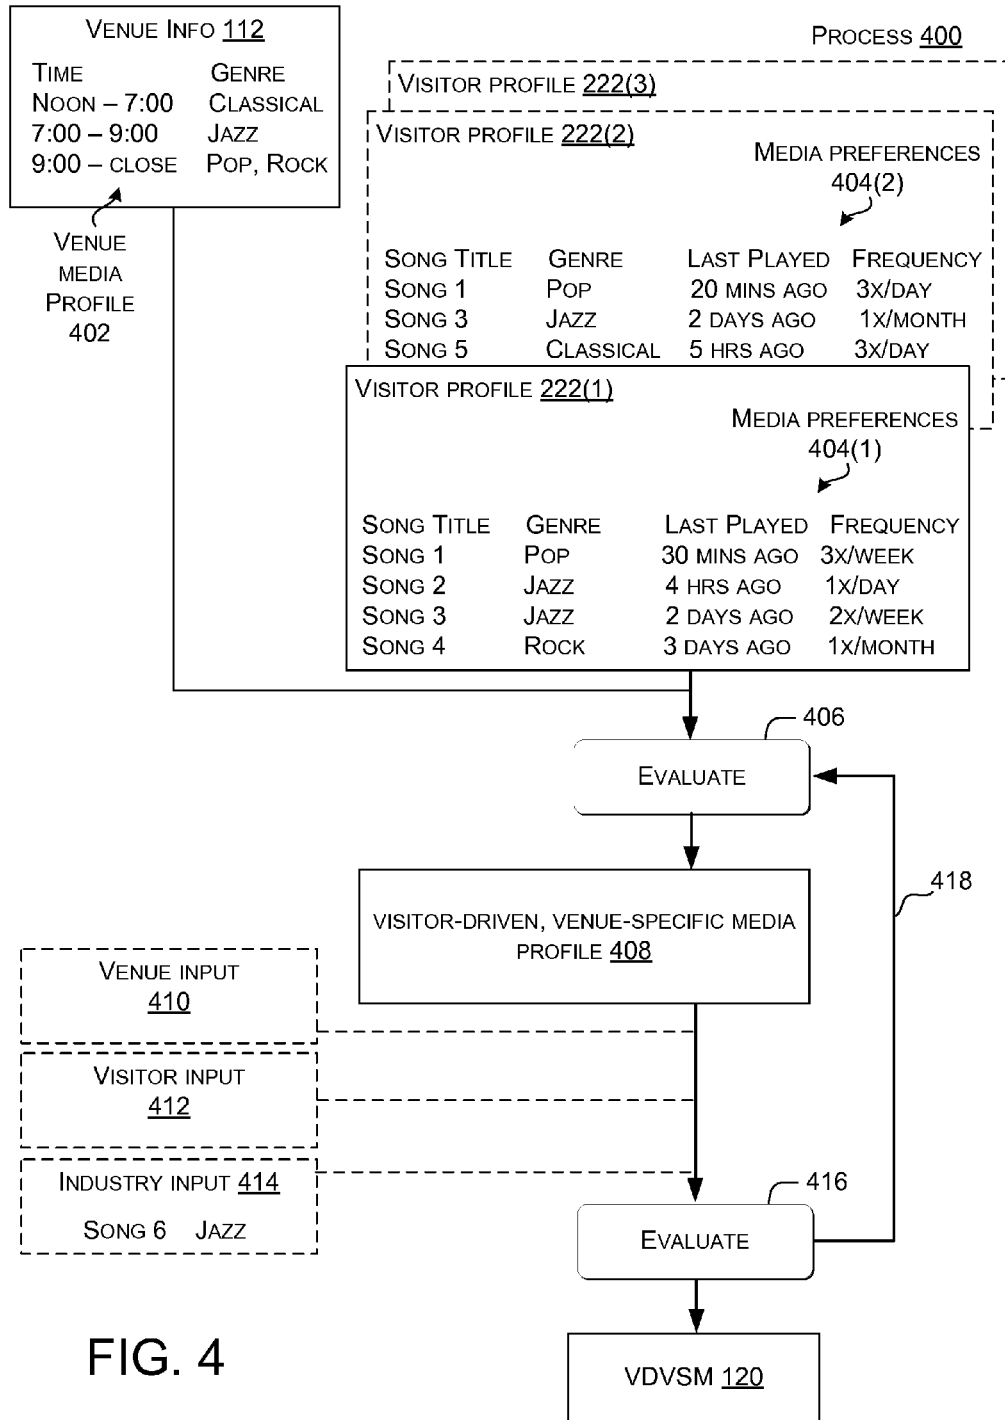 Venue Info 112
Time Genre
Noon – 7:00 Classical
7:00 – 9:00 Jazz
9:00 – close Pop, Rock
Venue
media
Profile
402
Process 400
Visitor profile 222(3)
Visitor profile 222(2)
Media preferences
404(2)
Song Title Genre Last Played Frequency
Song 1 Pop 20 mins ago 3x/day
Song 3 Jazz 2 days ago 1x/month
Song 5 Classical 5 hrs ago 3x/day
Visitor profile 222(1)
Media preferences
404(1)
Song Title Genre Last Played Frequency
Song 1 Pop 30 mins ago 3x/week
Song 2 Jazz 4 hrs ago 1x/day
Song 3 Jazz 2 days ago 2x/week
Song 4 Rock 3 days ago 1x/month
406
Evaluate
418
visitor-driven, venue-specific media
profile 408
Venue input
410
Visitor input
412
Industry input 414
Song 6 Jazz
416
Evaluate
VDVSM 120
FIG. 4